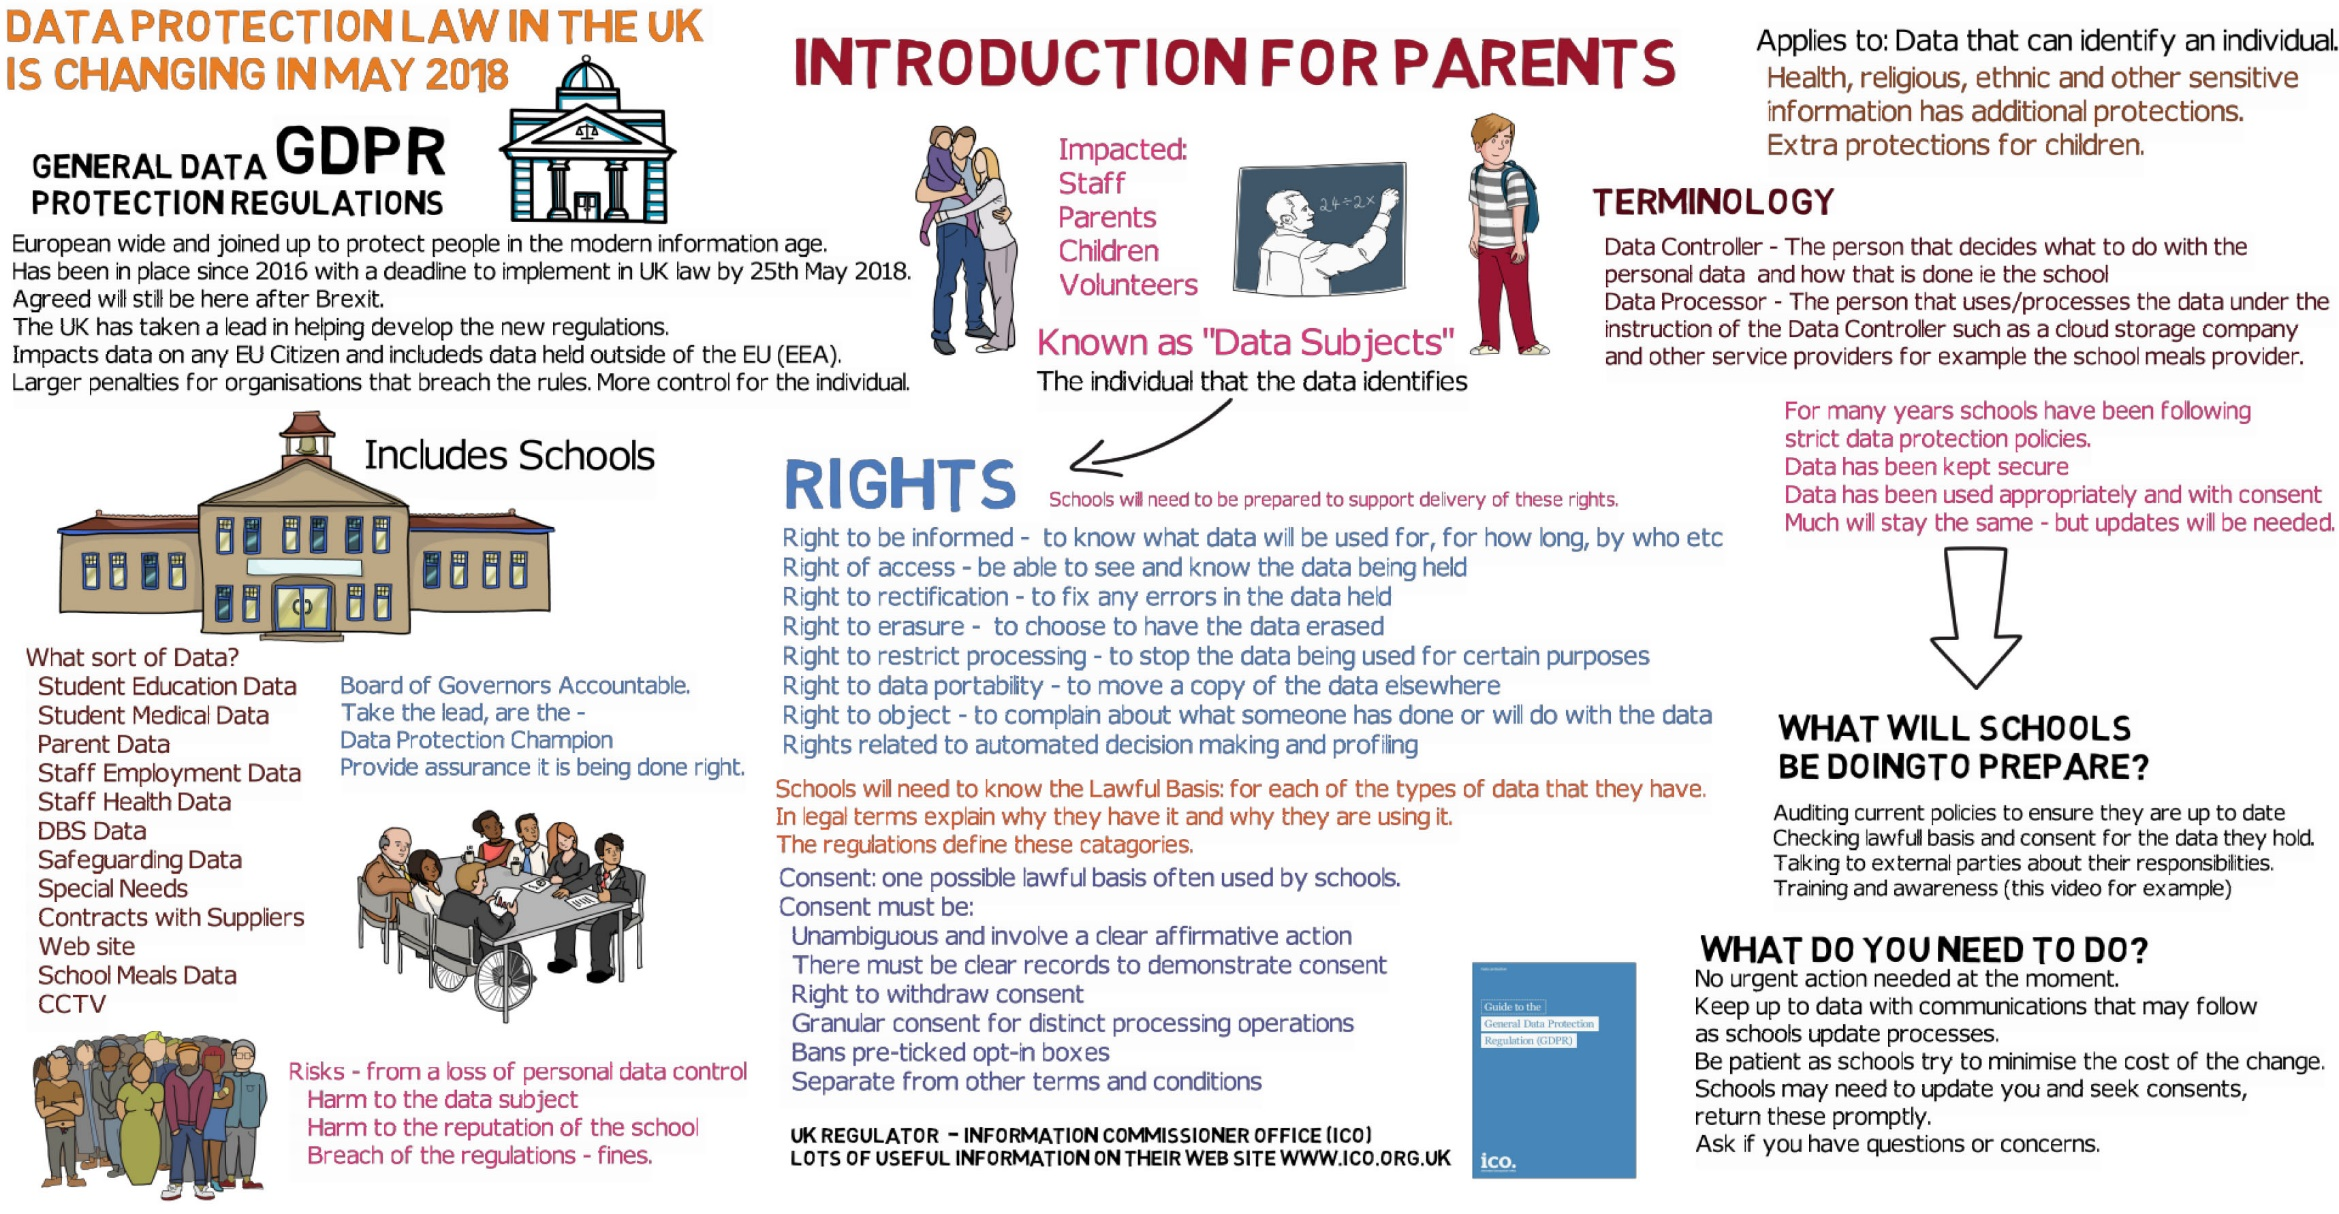 DATA PROTECTION LAW IN THE UK
IS CHANGING IN MAY 2018
GENERAL DATA GDPR
PROTECTION REGULATIONS
European wide and joined up to protect people in the modern information age.
Has been in place since 2016 with a deadline to implement in UK law by 25th May 2018.
Agreed will still be here after Brexit.
The UK has taken a lead in helping develop the new regulations.
Impacts data on any EU Citizen and includeds data held outside of the EU (EEA).
Larger penalties for organisations that breach the rules. More control for the individual.
Includes Schools
What sort of Data?
Student Education Data
Student Medical Data
Parent Data
Staff Employment Data
Staff Health Data
DBS Data
Safeguarding Data
Special Needs
Contracts with Suppliers
Web site
School Meals Data
CCTV
Board of Governors Accountable.
Take the lead, are the -
Data Protection Champion
Provide assurance it is being done right.
Risks - from a loss of personal data control
Harm to the data subject
Harm to the reputation of the school
Breach of the regulations - fines.
INTRODUCTION FOR PARENTS
Impacted:
Staff
Parents
Children
Volunteers
24÷2x
Known as "Data Subjects"
The individual that the data identifies
RIGHTS
Schools will need to be prepared to support delivery of these rights.
Right to be informed - to know what data will be used for, for how long, by who etc
Right of access - be able to see and know the data being held
Right to rectification - to fix any errors in the data held
Right to erasure - to choose to have the data erased
Right to restrict processing - to stop the data being used for certain purposes
Right to data portability - to move a copy of the data elsewhere
Right to object - to complain about what someone has done or will do with the data
Rights related to automated decision making and profiling
Schools will need to know the Lawful Basis: for each of the types of data that they have.
In legal terms explain why they have it and why they are using it.
The regulations define these catagories.
Consent: one possible lawful basis often used by schools.
Consent must be:
Unambiguous and involve a clear affirmative action
There must be clear records to demonstrate consent
Right to withdraw consent
Granular consent for distinct processing operations
Bans pre-ticked opt-in boxes
Separate from other terms and conditions
UK REGULATOR - INFORMATION COMMISSIONER OFFICE (ICO)
LOTS OF USEFUL INFORMATION ON THEIR WEB SITE WWW.ICO.ORG.UK
Guide to the
General Data Protection
Regulation (GDPR)
ico.
Applies to: Data that can identify an individual.
Health, religious, ethnic and other sensitive
information has additional protections.
Extra protections for children.
TERMINOLOGY
Data Controller - The person that decides what to do with the
personal data and how that is done ie the school
Data Processor - The person that uses/processes the data under the
instruction of the Data Controller such as a cloud storage company
and other service providers for example the school meals provider.
For many years schools have been following
strict data protection policies.
Data has been kept secure
Data has been used appropriately and with consent
Much will stay the same - but updates will be needed.
WHAT WILL SCHOOLS
BE DOING TO PREPARE?
Auditing current policies to ensure they are up to date
Checking lawfull basis and consent for the data they hold.
Talking to external parties about their responsibilities.
Training and awareness (this video for example)
WHAT DO YOU NEED TO DO?
No urgent action needed at the moment.
Keep up to data with communications that may follow
as schools update processes.
Be patient as schools try to minimise the cost of the change.
Schools may need to update you and seek consents,
return these promptly.
Ask if you have questions or concerns.